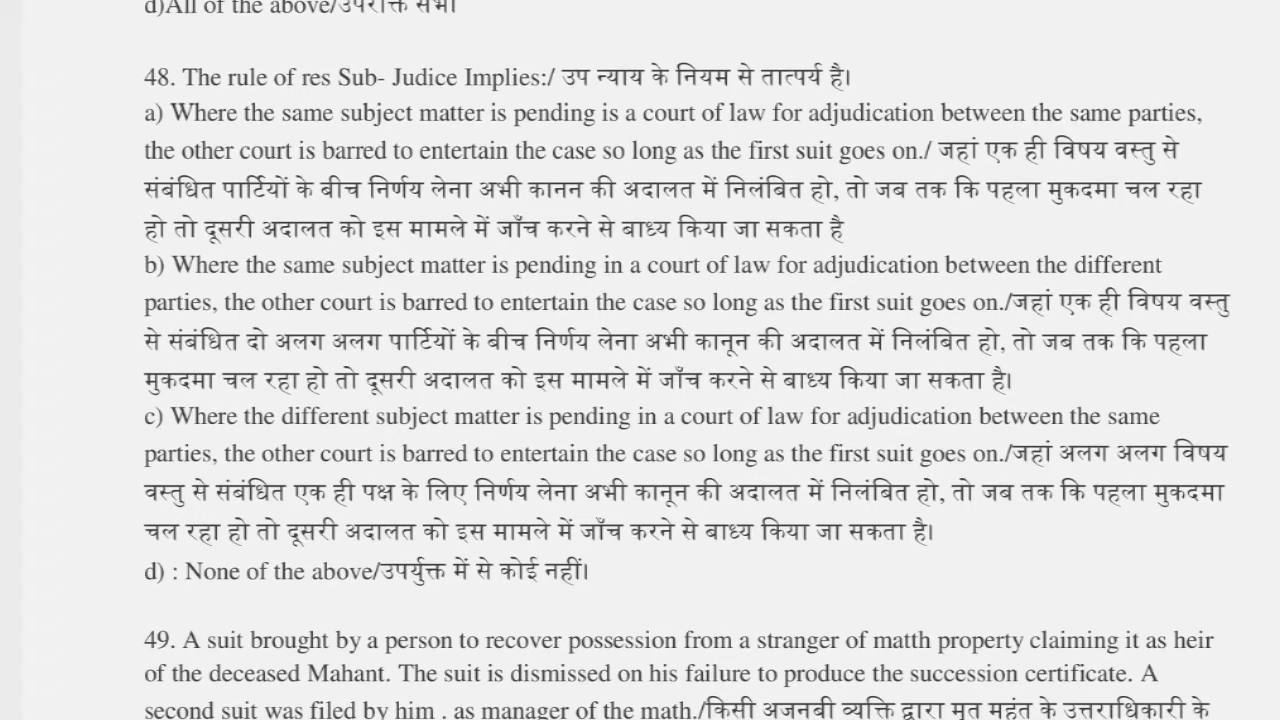 d)All of the above/उपरोक्त सभी
48. The rule of res Sub- Judice Implies:/ उप न्याय के नियम से तात्पर्य है।
a) Where the same subject matter is pending is a court of law for adjudication between the same parties,
the other court is barred to entertain the case so long as the first suit goes on./ जहां एक ही विषय वस्तु से
संबंधित पार्टियों के बीच निर्णय लेना अभी कानन की अदालत में निलंबित हो, तो जब तक कि पहला मुकदमा चल रहा
हो तो दूसरी अदालत को इस मामले में जाँच करने से बाध्य किया जा सकता है
b) Where the same subject matter is pending in a court of law for adjudication between the different
parties, the other court is barred to entertain the case so long as the first suit goes on./जहां एक ही विषय वस्तु
से संबंधित दो अलग अलग पार्टियों के बीच निर्णय लेना अभी कानून की अदालत में निलंबित हो, तो जब तक कि पहला
मुकदमा चल रहा हो तो दूसरी अदालत को इस मामले में जाँच करने से बाध्य किया जा सकता है।
c) Where the different subject matter is pending in a court of law for adjudication between the same
parties, the other court is barred to entertain the case so long as the first suit goes on./जहां अलग अलग विषय
वस्तु से संबंधित एक ही पक्ष के लिए निर्णय लेना अभी कानून की अदालत में निलंबित हो, तो जब तक कि पहला मुकदमा
चल रहा हो तो दूसरी अदालत को इस मामले में जाँच करने से बाध्य किया जा सकता है।
d) : None of the above/उपर्युक्त में से कोई नहीं।
49. A suit brought by a person to recover possession from a stranger of matth property claiming it as heir
of the deceased Mahant. The suit is dismissed on his failure to produce the succession certificate. A
second suit was filed by him . as manager of the math./किसी अजनबी व्यक्ति द्वारा मृत महंत के उत्तराधिकारी के